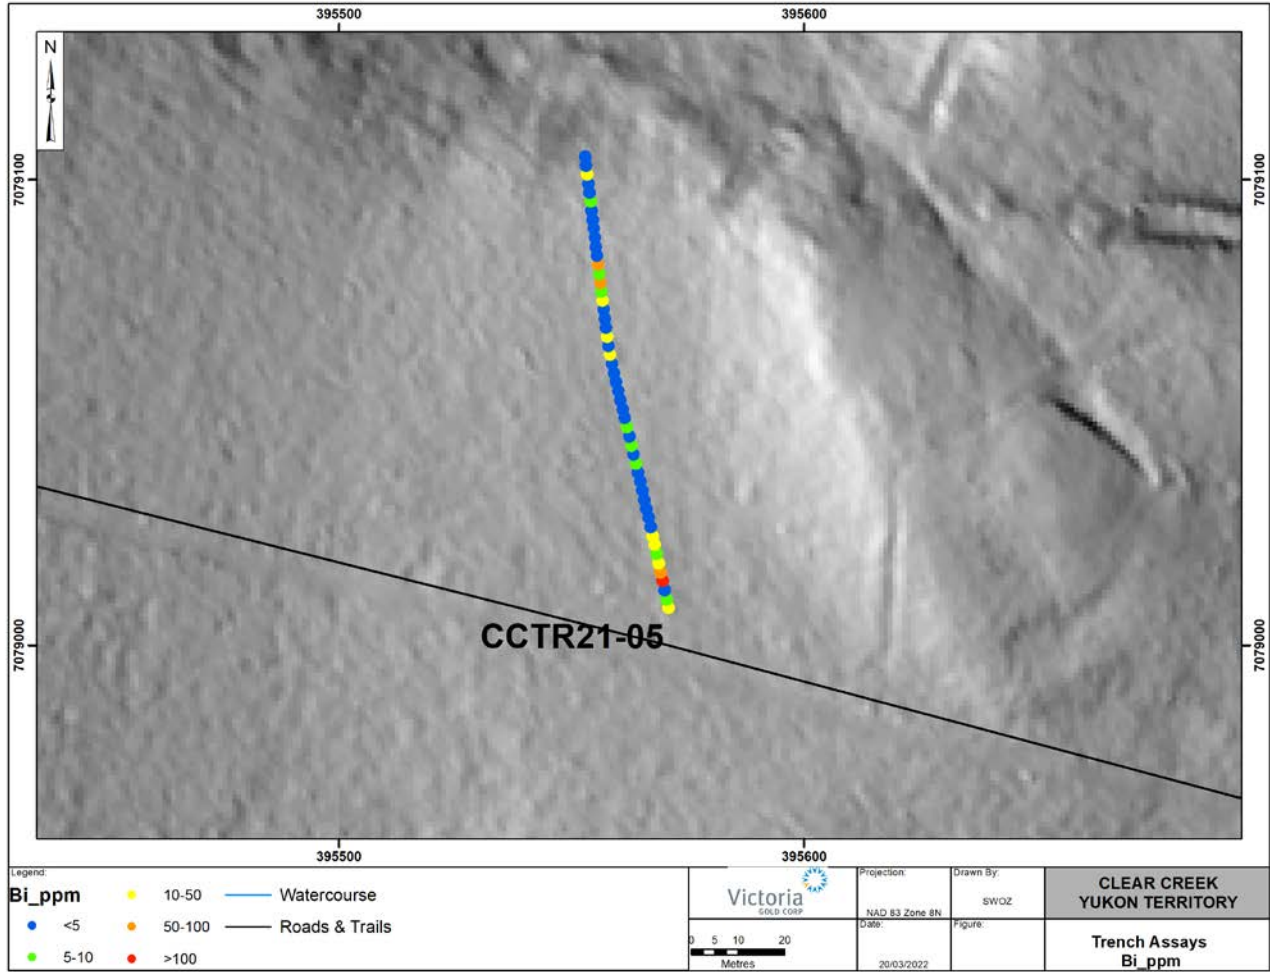 395500 395600
N
7079100 7079100
7079000 7079000
CCTR21-05
395500 395600
Legend:
Bi_ppm
<5
5-10
10-50
50-100
>100
Watercourse
Roads & Trails
Victoria
GOLD CORP
0 5 10 20
Metres
Projection:
NAD 83 Zone 8N
Drawn By:
SWOZ
Date:
20/03/2022
Figure:
CLEAR CREEK
YUKON TERRITORY
Trench Assays
Bi_ppm